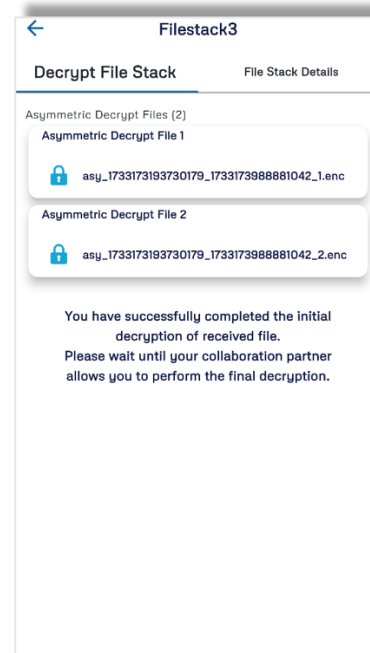 Filestack3
Decrypt File Stack
File Stack Details
Asymmetric Decrypt Files (2)
Asymmetric Decrypt File 1
asy_1733173193730179_1733173988881042_1.enc
Asymmetric Decrypt File 2
asy_1733173193730179_1733173988881042_2.enc
You have successfully completed the initial
decryption of received file.
Please wait until your collaboration partner
allows you to perform the final decryption.